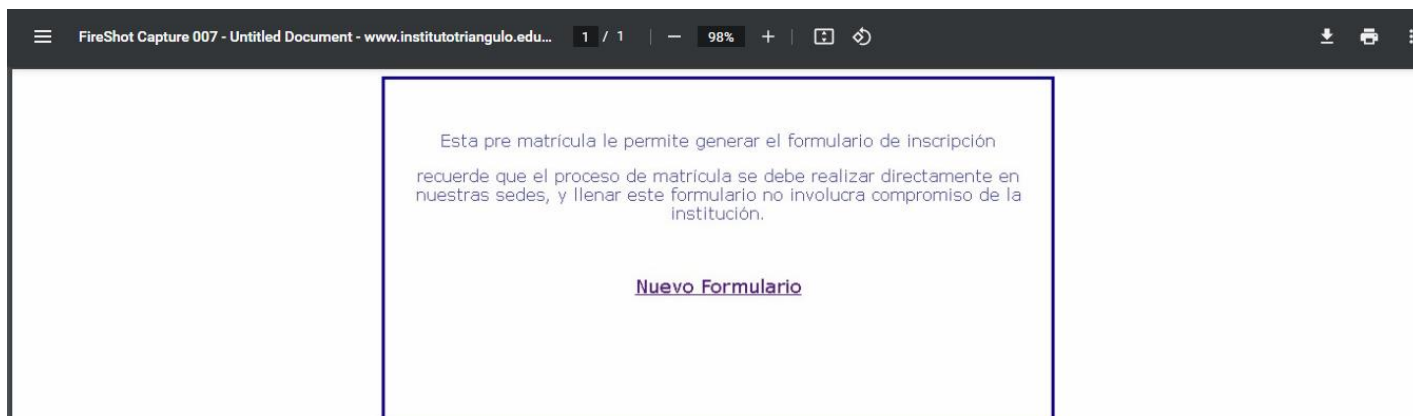 FireShot Capture 007 - Untitled Document - www.institutotriangulo.edu... 1 / 1 | — 98% + |
Esta pre matrícula le permite generar el formulario de inscripción
recuerde que el proceso de matrícula se debe realizar directamente en
nuestras sedes, y llenar este formulario no involucra compromiso de la
institución.
Nuevo Formulario